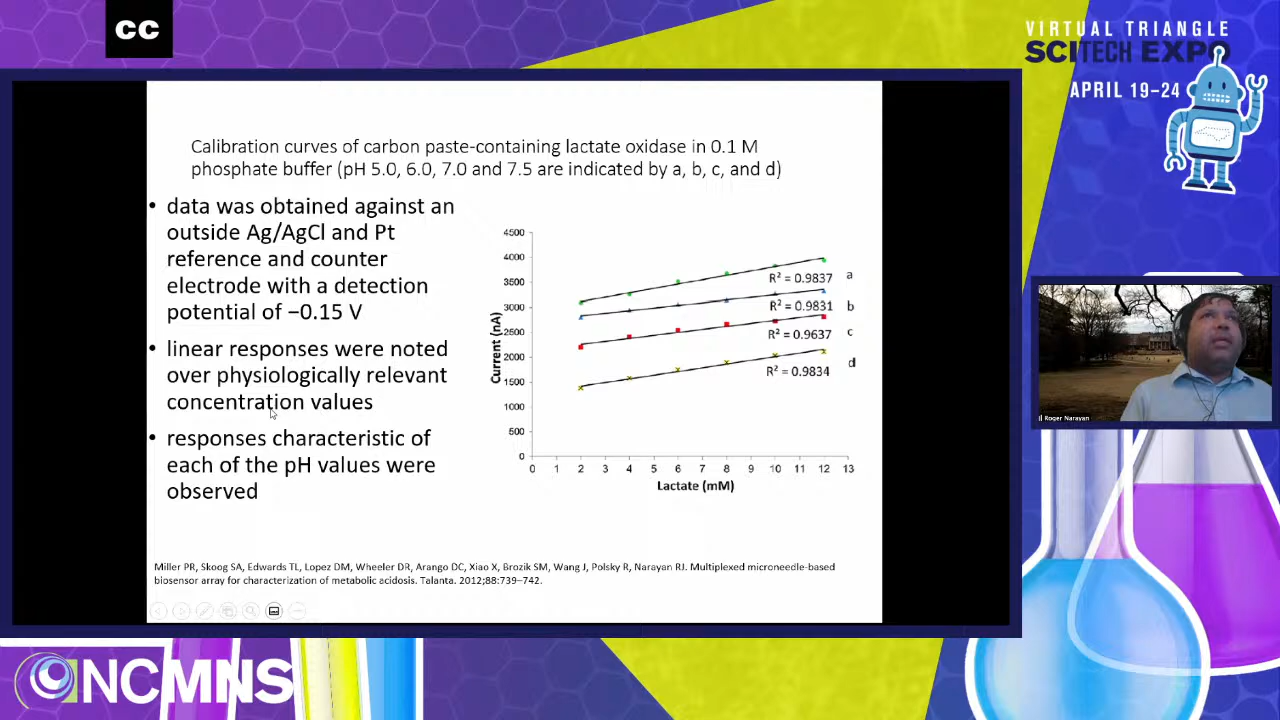 CC
VIRTUAL TRIANGLE
SCITECH EXPO
APRIL 19–24
Calibration curves of carbon paste-containing lactate oxidase in 0.1 M
phosphate buffer (pH 5.0, 6.0, 7.0 and 7.5 are indicated by a, b, c, and d)
• data was obtained against an
outside Ag/AgCl and Pt
reference and counter
electrode with a detection
potential of −0.15 V
• linear responses were noted
over physiologically relevant
concentration values
• responses characteristic of
each of the pH values were
observed
4500
4000
3500
3000
2500
2000
1500
1000
500
0
Current (nA)
R² = 0.9837 a
R² = 0.9831 b
R² = 0.9637 c
R² = 0.9834 d
0 1 2 3 4 5 6 7 8 9 10 11 12 13
Lactate (mM)
Miller PR, Skoog SA, Edwards TL, Lopez DM, Wheeler DR, Arango DC, Xiao X, Brozik SM, Wang J, Polsky R, Narayan RJ. Multiplexed microneedle-based
biosensor array for characterization of metabolic acidosis. Talanta. 2012;88:739–742.
Roger Narayan
NCMNS